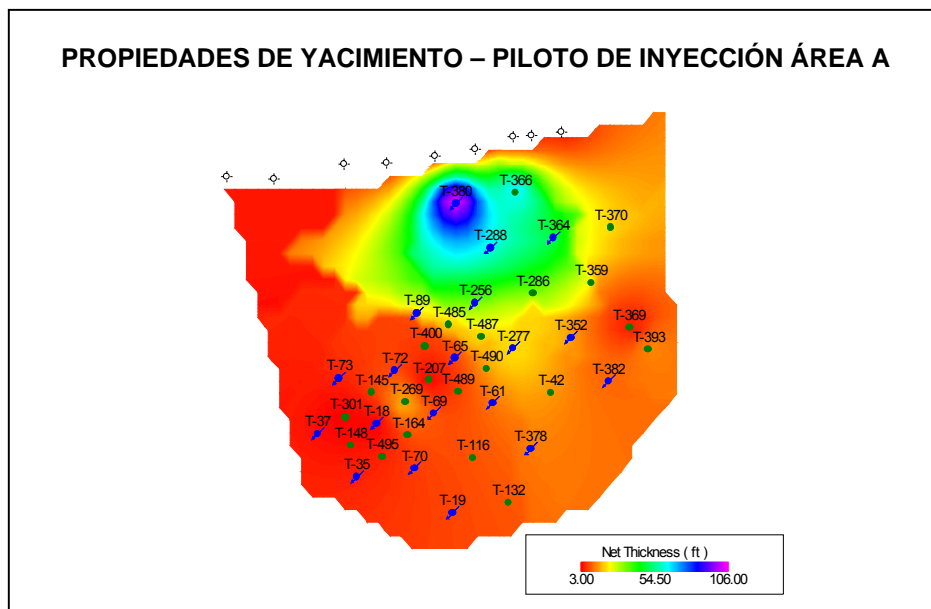 PROPIEDADES DE YACIMIENTO – PILOTO DE INYECCIÓN ÁREA A
T-380
T-366
T-370
T-364
T-288
T-359
T-286
T-256
T-89
T-485
T-369
T-487
T-352
T-277
T-393
T-400
T-65
T-490
T-72
T-382
T-73
T-207
T-145
T-489
T-61
T-42
T-269
T-301
T-69
T-18
T-37
T-164
T-148
T-378
T-495
T-116
T-70
T-35
T-132
T-19
Net Thickness ( ft )
3.00 54.50 106.00